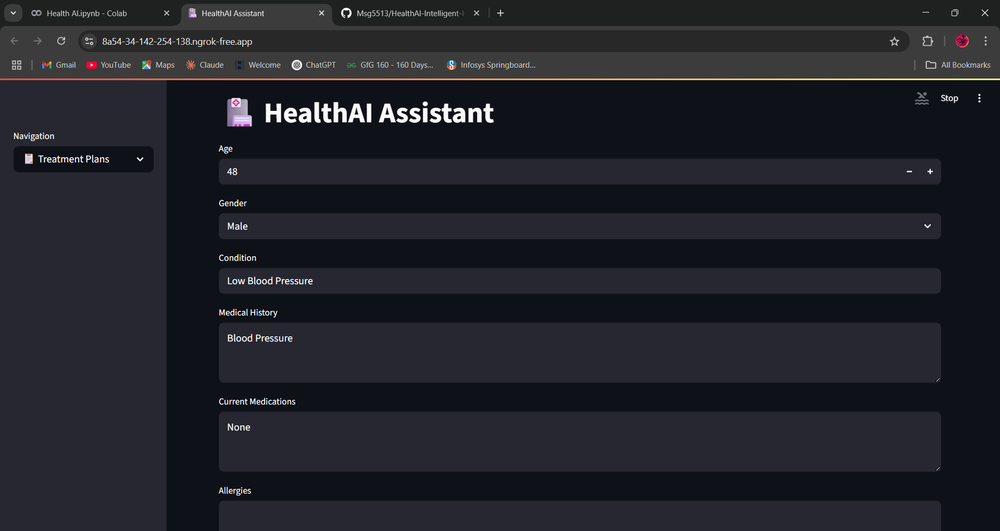 Health AI.ipynb - Colab
HealthAI Assistant
Msg5513/HealthAI-Intelligent-H
8a54-34-142-254-138.ngrok-free.app
Gmail
YouTube
Maps
Claude
Welcome
ChatGPT
GfG 160 - 160 Days...
Infosys Springboard...
All Bookmarks
Stop
Navigation
Treatment Plans
HealthAI Assistant
Age
48
Gender
Male
Condition
Low Blood Pressure
Medical History
Blood Pressure
Current Medications
None
Allergies